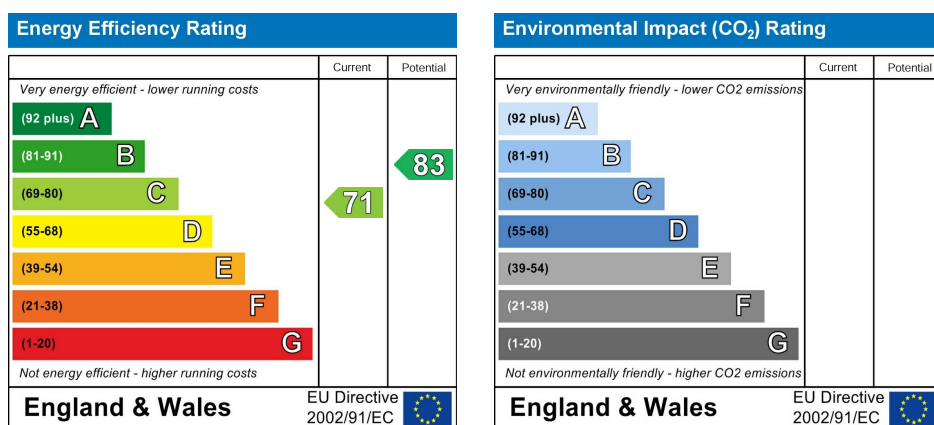 Energy Efficiency Rating
Current Potential
Very energy efficient - lower running costs
(92 plus) A
(81-91) B
(69-80) C
(55-68) D
(39-54) E
(21-38) F
(1-20) G
83
71
Not energy efficient - higher running costs
England & Wales
EU Directive
2002/91/EC
Environmental Impact (CO₂) Rating
Current Potential
Very environmentally friendly - lower CO2 emissions
(92 plus) A
(81-91) B
(69-80) C
(55-68) D
(39-54) E
(21-38) F
(1-20) G
Not environmentally friendly - higher CO2 emissions
England & Wales
EU Directive
2002/91/EC